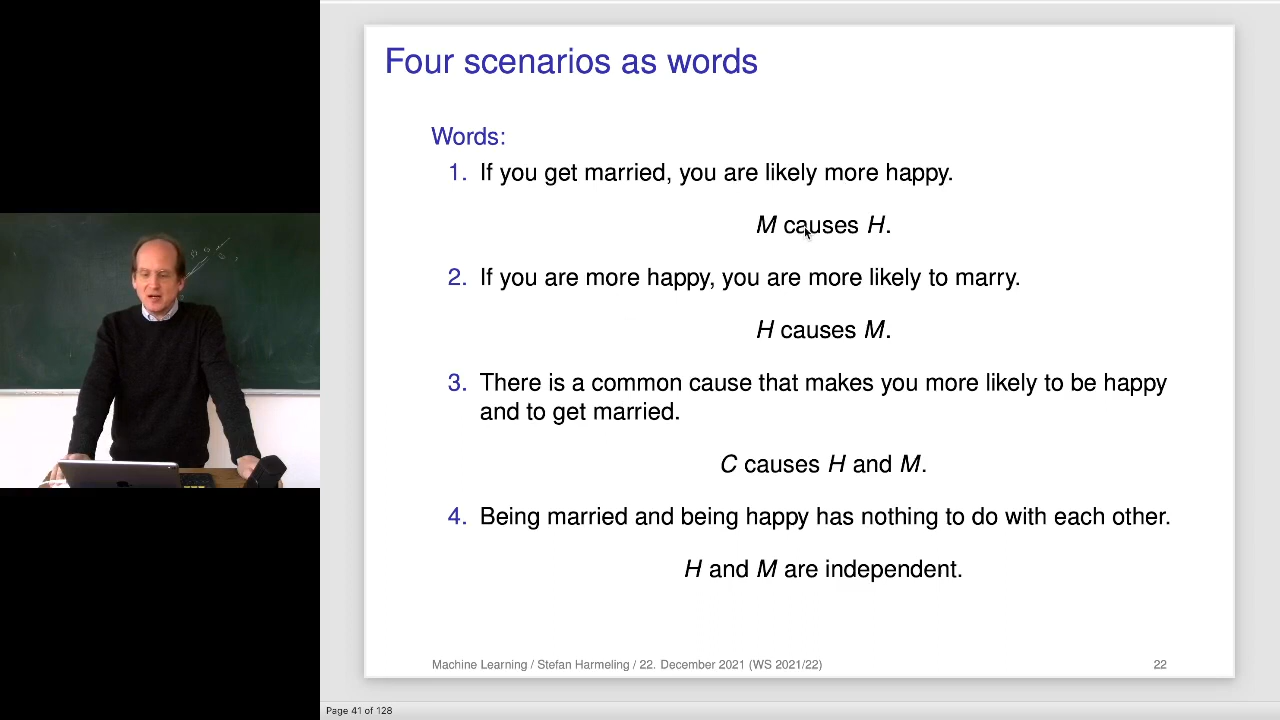 Four scenarios as words
Words:
1. If you get married, you are likely more happy.
M causes H.
2. If you are more happy, you are more likely to marry.
H causes M.
3. There is a common cause that makes you more likely to be happy
and to get married.
C causes H and M.
4. Being married and being happy has nothing to do with each other.
H and M are independent.
Machine Learning / Stefan Harmeling / 22. December 2021 (WS 2021/22)
22
Page 41 of 128